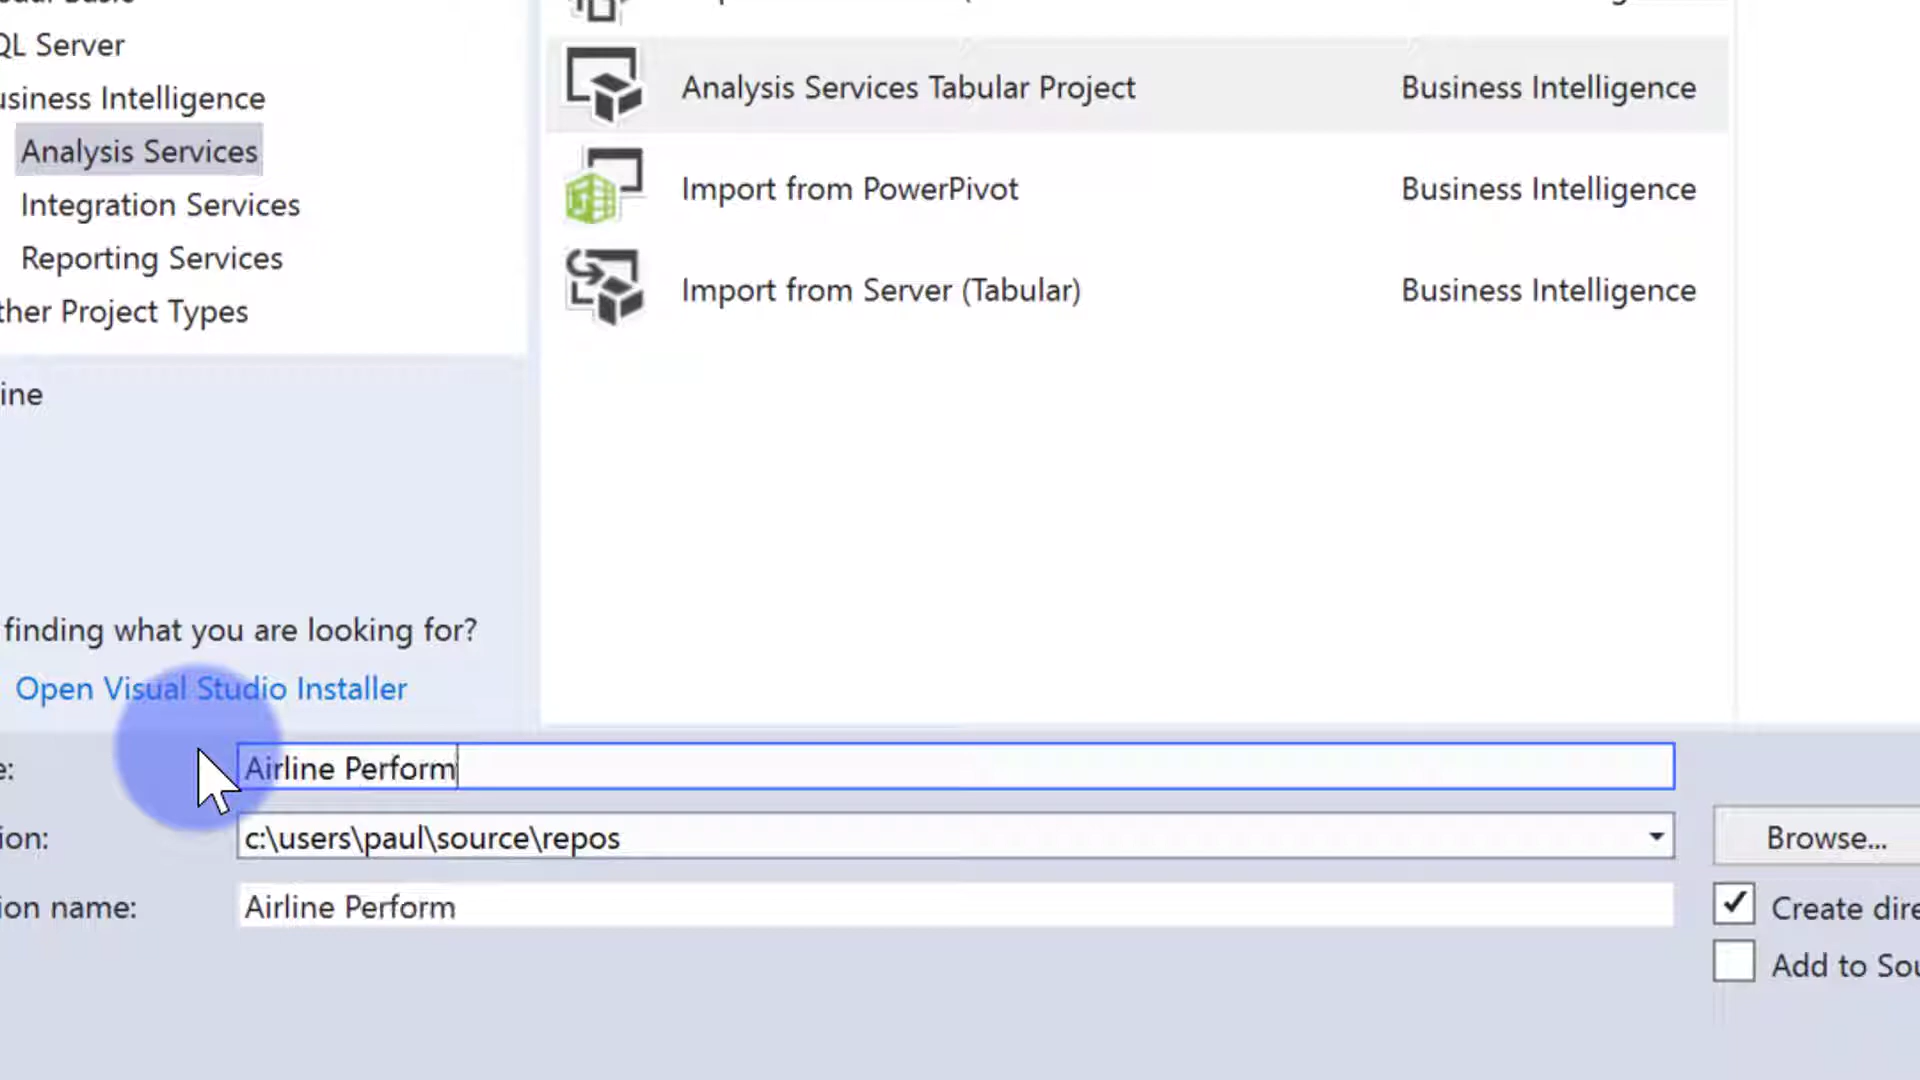 QL Server
usiness Intelligence
Analysis Services
Integration Services
Reporting Services
ther Project Types
ine
finding what you are looking for?
Open Visual Studio Installer
Analysis Services Tabular Project Business Intelligence
Import from PowerPivot Business Intelligence
Import from Server (Tabular) Business Intelligence
e: Airline Perform
ion: c:\users\paul\source\repos Browse...
ion name: Airline Perform Create dire
Add to Sou